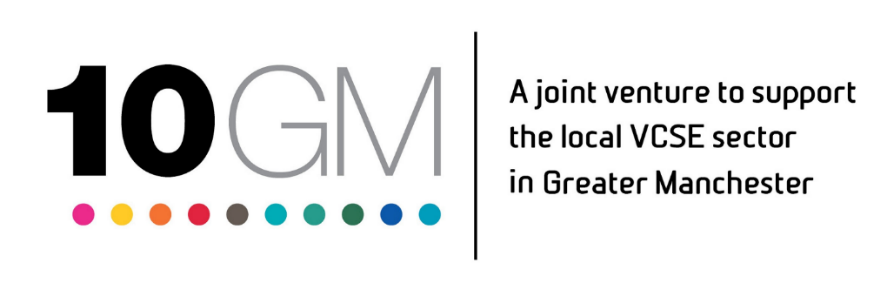 10GM
A joint venture to support
the local VCSE sector
in Greater Manchester